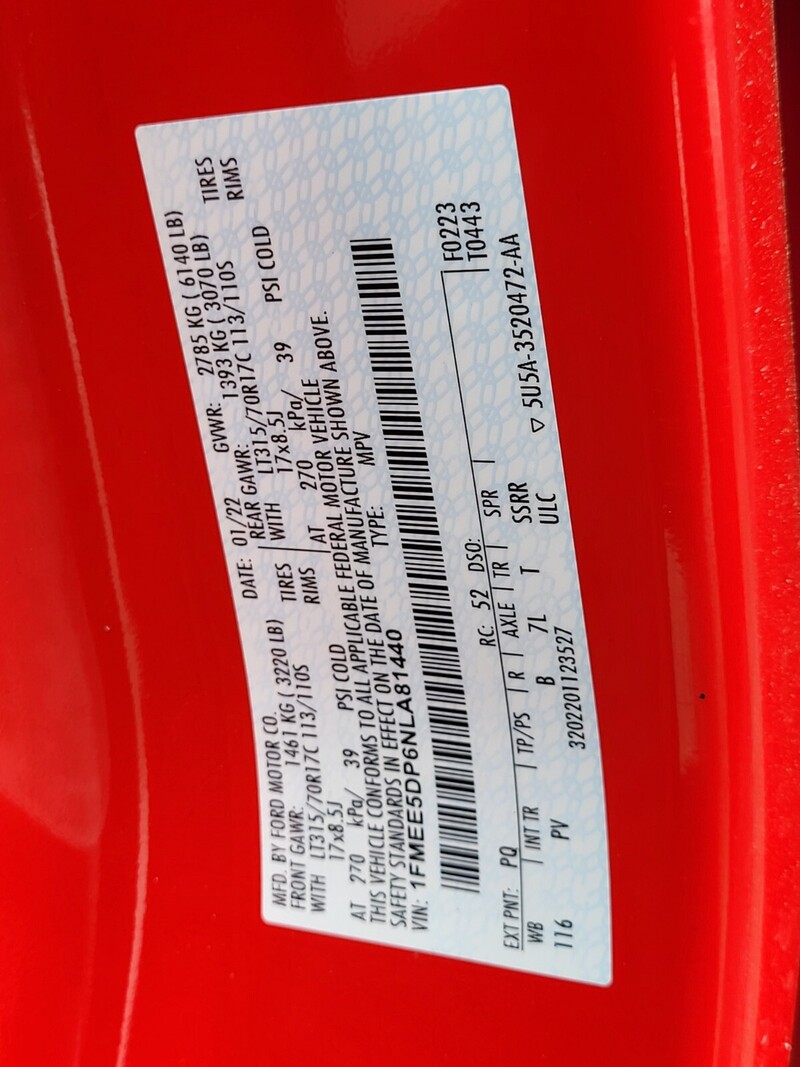 MFD. BY FORD MOTOR CO.
DATE: 01/22 GVWR: 2785 KG ( 6140 LB)
FRONT GAWR: 1461 KG ( 3220 LB) REAR GAWR: 1393 KG ( 3070 LB)
WITH LT315/70R17C 113/110S TIRES WITH LT315/70R17C 113/110S TIRES
17x8.5J RIMS 17x8.5J RIMS
AT 270 kPa/ 39 PSI COLD AT 270 kPa/ 39 PSI COLD
THIS VEHICLE CONFORMS TO ALL APPLICABLE FEDERAL MOTOR VEHICLE
SAFETY STANDARDS IN EFFECT ON THE DATE OF MANUFACTURE SHOWN ABOVE.
VIN: 1FMEE5DP6NLA81440 TYPE: MPV
F0223
EXT PNT: PQ RC: 52 DSO: T0443
WB INT TR TP/PS R AXLE TR SPR
116 PV B 7L T SSRR
ULC ▽ 5U5A-3520472-AA
3202201123527